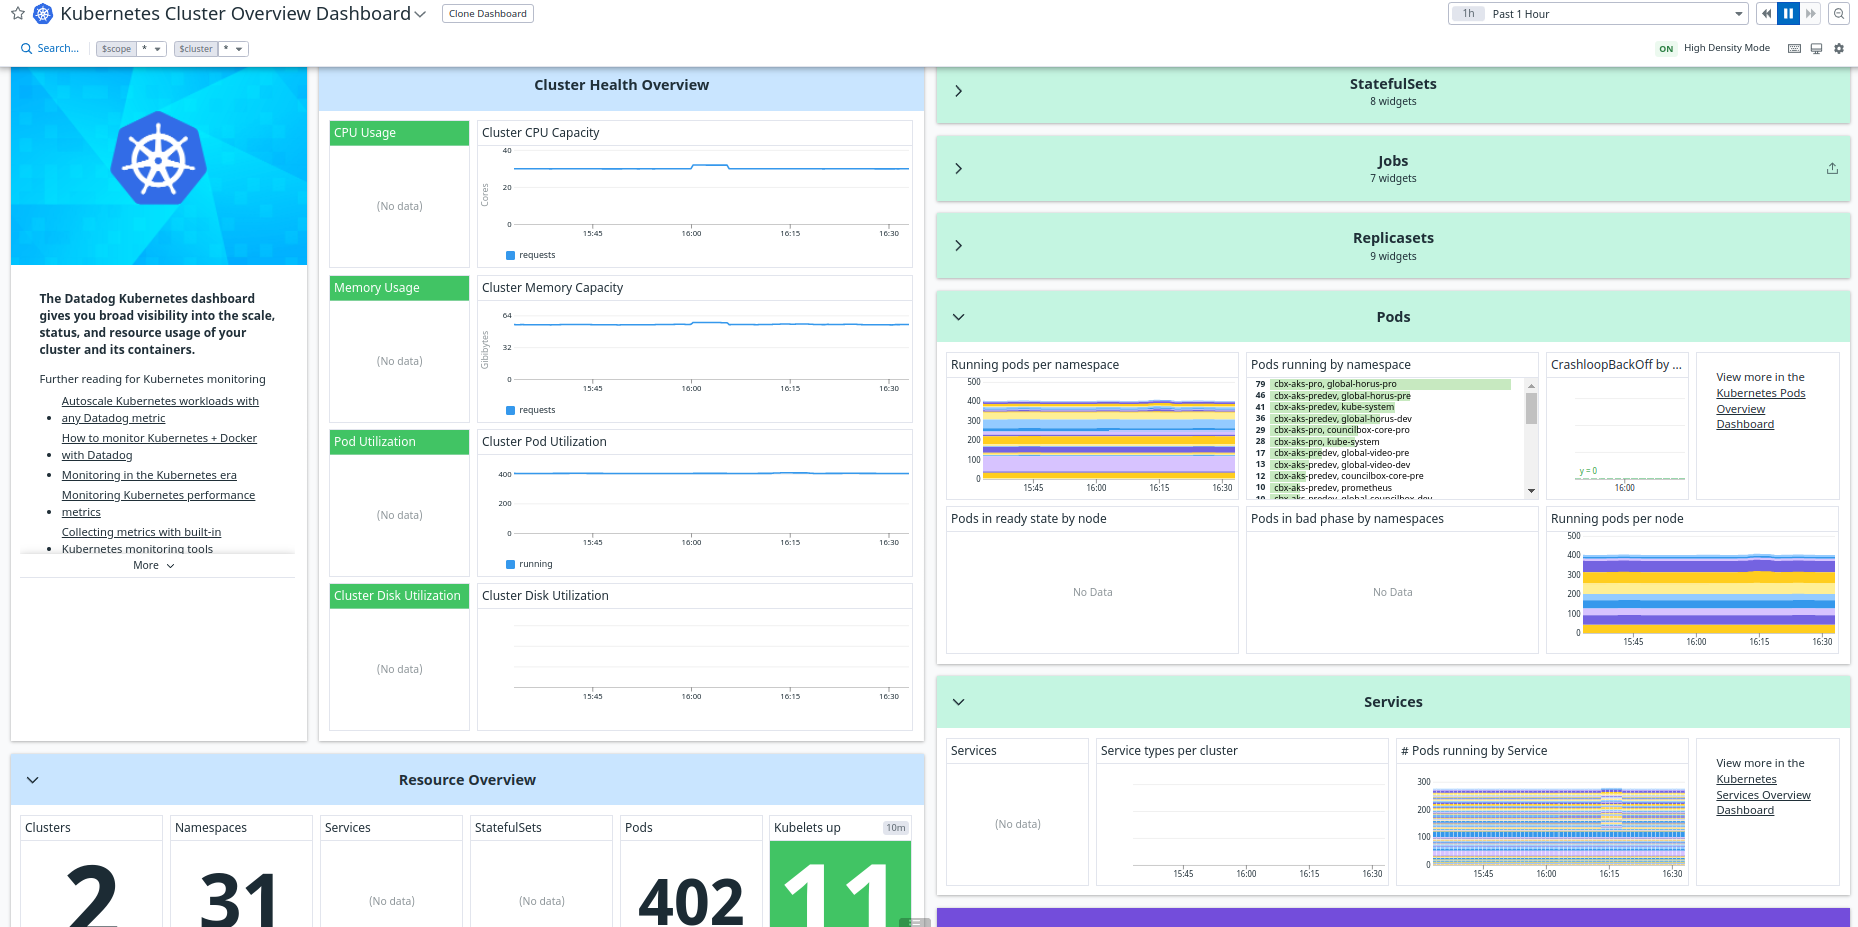 Kubernetes Cluster Overview Dashboard
Clone Dashboard
1h Past 1 Hour
Search...
$scope *
$cluster *
ON High Density Mode
The Datadog Kubernetes dashboard
gives you broad visibility into the scale,
status, and resource usage of your
cluster and its containers.
Further reading for Kubernetes monitoring
Autoscale Kubernetes workloads with
any Datadog metric
How to monitor Kubernetes + Docker
with Datadog
Monitoring in the Kubernetes era
Monitoring Kubernetes performance
metrics
Collecting metrics with built-in
Kubernetes monitoring tools
More
Cluster Health Overview
CPU Usage
(No data)
Cluster CPU Capacity
Cores
40
20
0
15:45 16:00 16:15 16:30
requests
Memory Usage
(No data)
Cluster Memory Capacity
Gibibytes
64
32
0
15:45 16:00 16:15 16:30
requests
Pod Utilization
(No data)
Cluster Pod Utilization
400
200
0
15:45 16:00 16:15 16:30
running
Cluster Disk Utilization
(No data)
Cluster Disk Utilization
15:45 16:00 16:15 16:30
Resource Overview
Clusters
2
Namespaces
31
Services
(No data)
StatefulSets
(No data)
Pods
402
Kubelets up 10m
11
StatefulSets
8 widgets
Jobs
7 widgets
Replicasets
9 widgets
Pods
Running pods per namespace
500
400
300
200
100
0
15:45 16:00 16:15 16:30
Pods running by namespace
79 cbx-aks-pro, global-horus-pro
46 cbx-aks-predev, global-horus-pre
41 cbx-aks-predev, kube-system
36 cbx-aks-predev, global-horus-dev
29 cbx-aks-pro, councilbox-core-pro
28 cbx-aks-pro, kube-system
17 cbx-aks-predev, global-video-pre
13 cbx-aks-predev, global-video-dev
12 cbx-aks-predev, councilbox-core-pre
10 cbx-aks-predev, prometheus
10 cbx-aks-predev, global-councilbox-dev
CrashloopBackOff by ...
y = 0
16:00
View more in the
Kubernetes Pods
Overview
Dashboard
Pods in ready state by node
No Data
Pods in bad phase by namespaces
No Data
Running pods per node
500
400
300
200
100
0
15:45 16:00 16:15 16:30
Services
Services
(No data)
Service types per cluster
15:45 16:00 16:15 16:30
# Pods running by Service
300
200
100
0
15:45 16:00 16:15 16:30
View more in the
Kubernetes
Services Overview
Dashboard